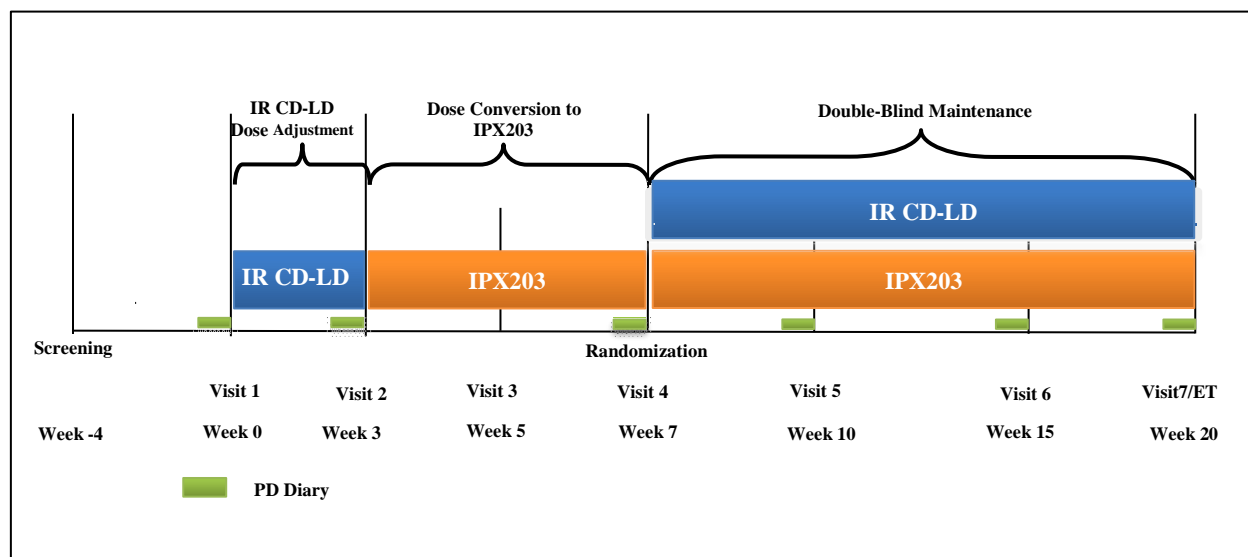 IR CD-LD
Dose Adjustment
Dose Conversion to
IPX203
Double-Blind Maintenance
IR CD-LD
IR CD-LD
IPX203
IPX203
Screening
Randomization
Visit 1
Visit 2
Visit 3
Visit 4
Visit 5
Visit 6
Visit7/ET
Week -4
Week 0
Week 3
Week 5
Week 7
Week 10
Week 15
Week 20
PD Diary